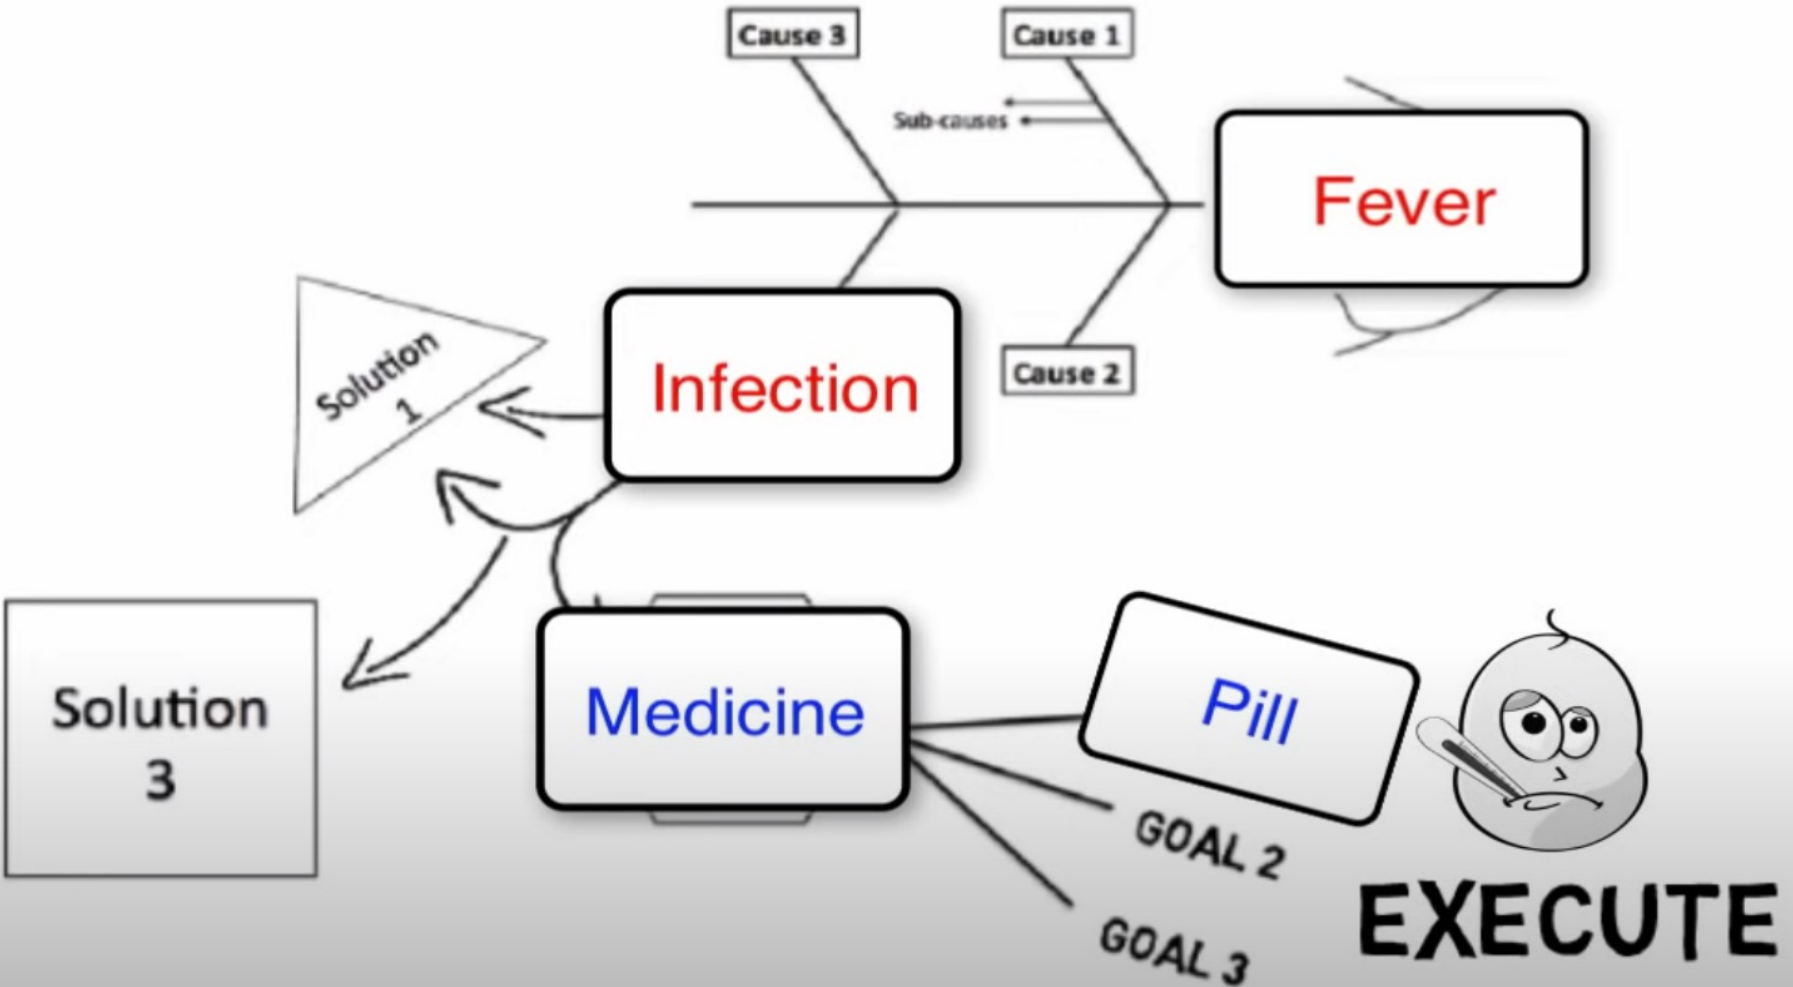 Cause 3
Cause 1
Sub-causes
Fever
Solution
1
Infection
Cause 2
Solution
3
Medicine
Pill
GOAL 2
GOAL 3
EXECUTE